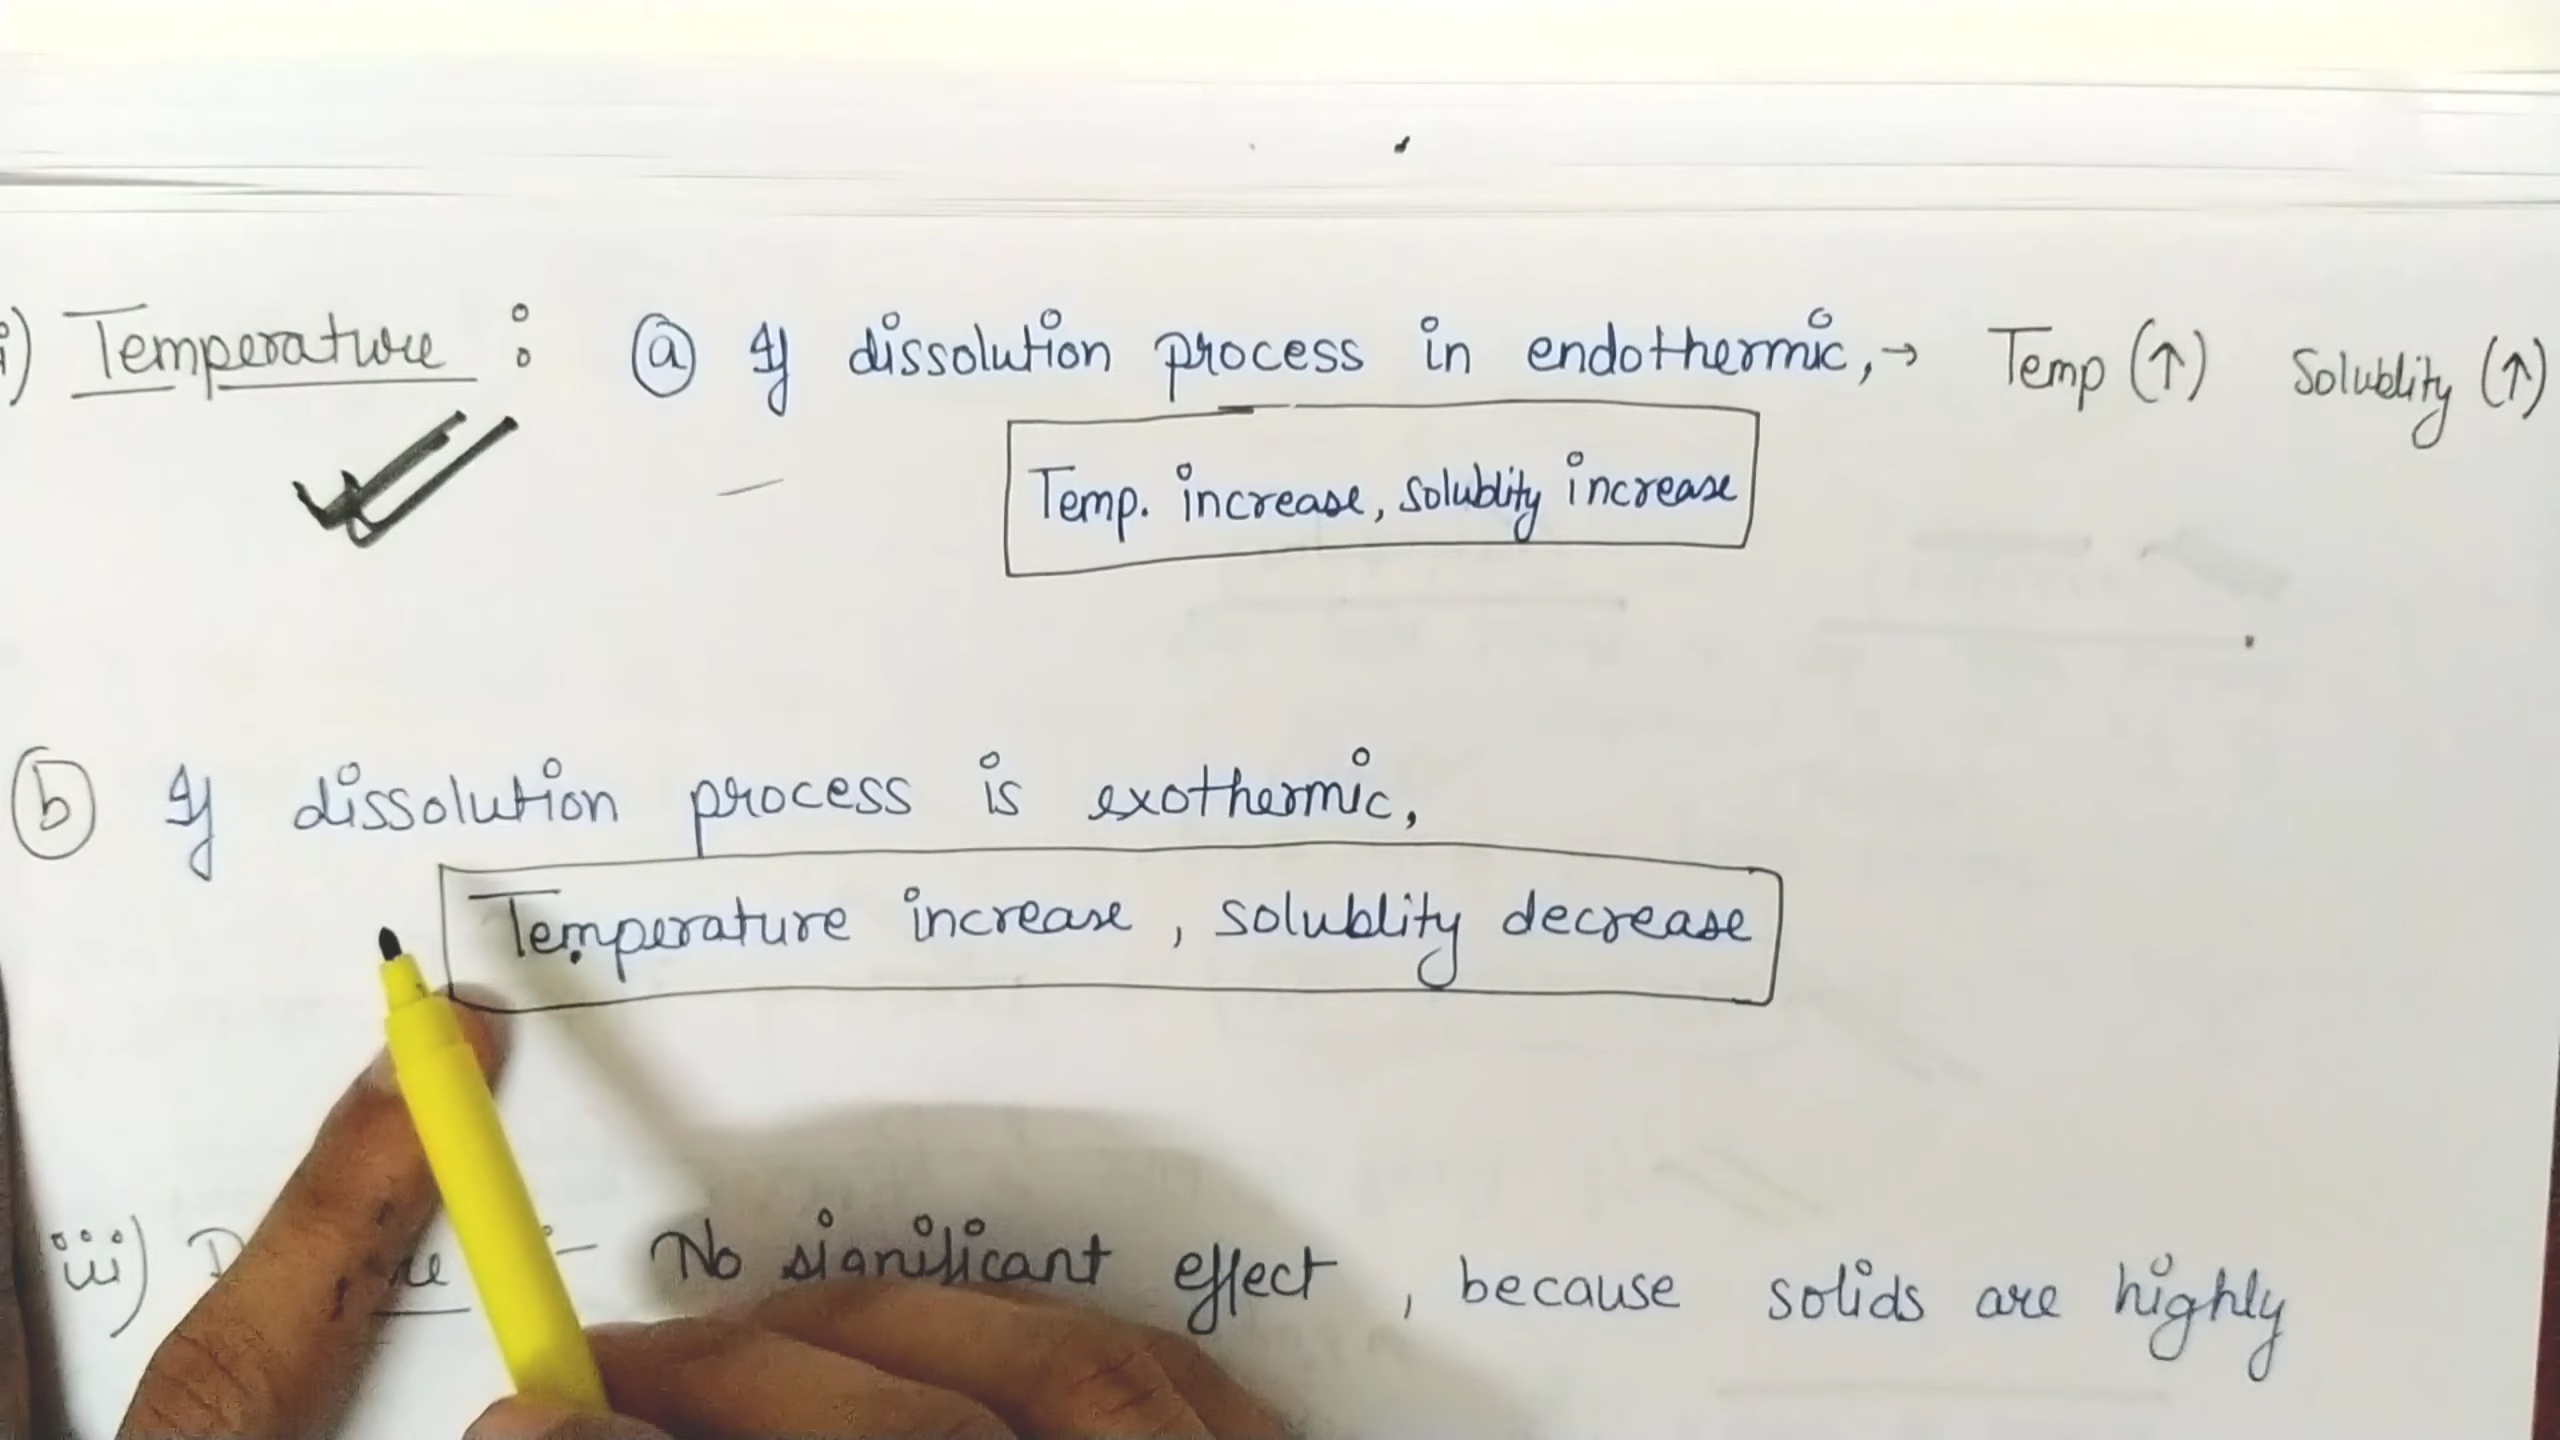 i) Temperature : ⓐ If dissolution process in endothermic, → Temp (↑) Solublity (↑)
Temp. increase, solublity increase
ⓑ If dissolution process is exothermic,
Temperature increase, solublity decrease
iii) :- No significant effect, because solids are highly